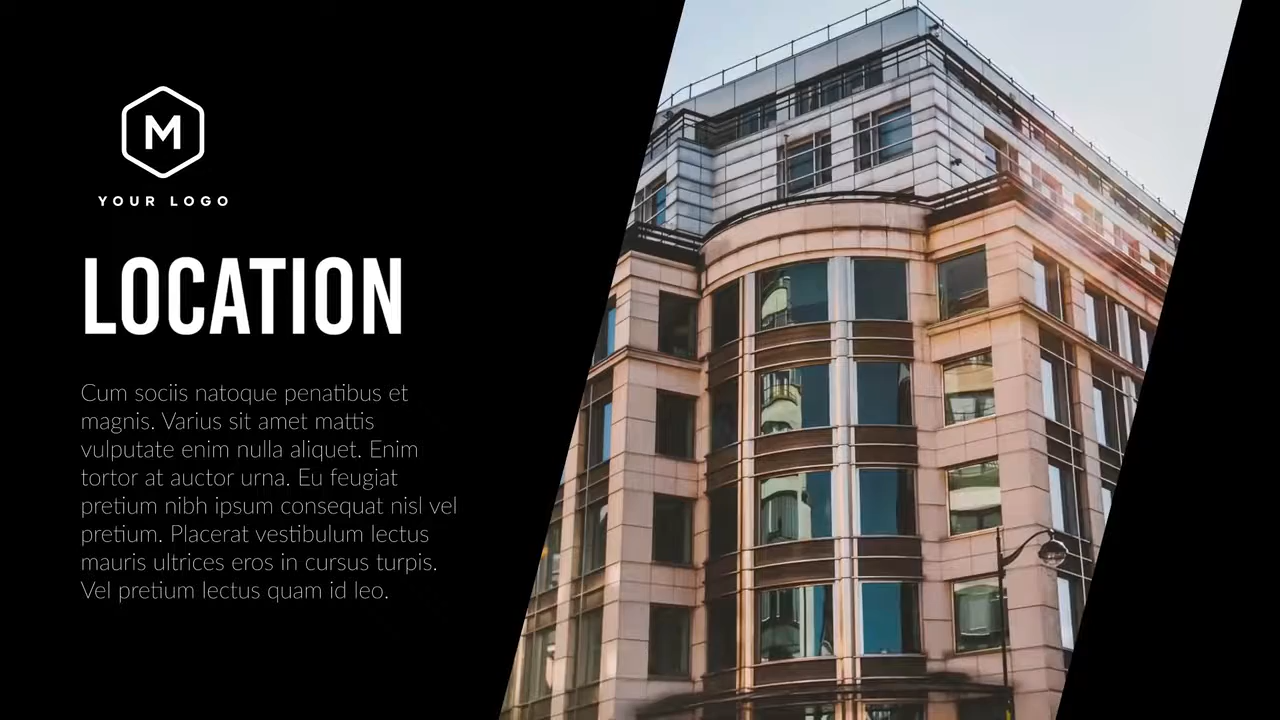 M
YOUR LOGO
LOCATION
Cum sociis natoque penatibus et
magnis. Varius sit amet mattis
vulputate enim nulla aliquet. Enim
tortor at auctor urna. Eu feugiat
pretium nibh ipsum consequat nisl vel
pretium. Placerat vestibulum lectus
mauris ultrices eros in cursus turpis.
Vel pretium lectus quam id leo.